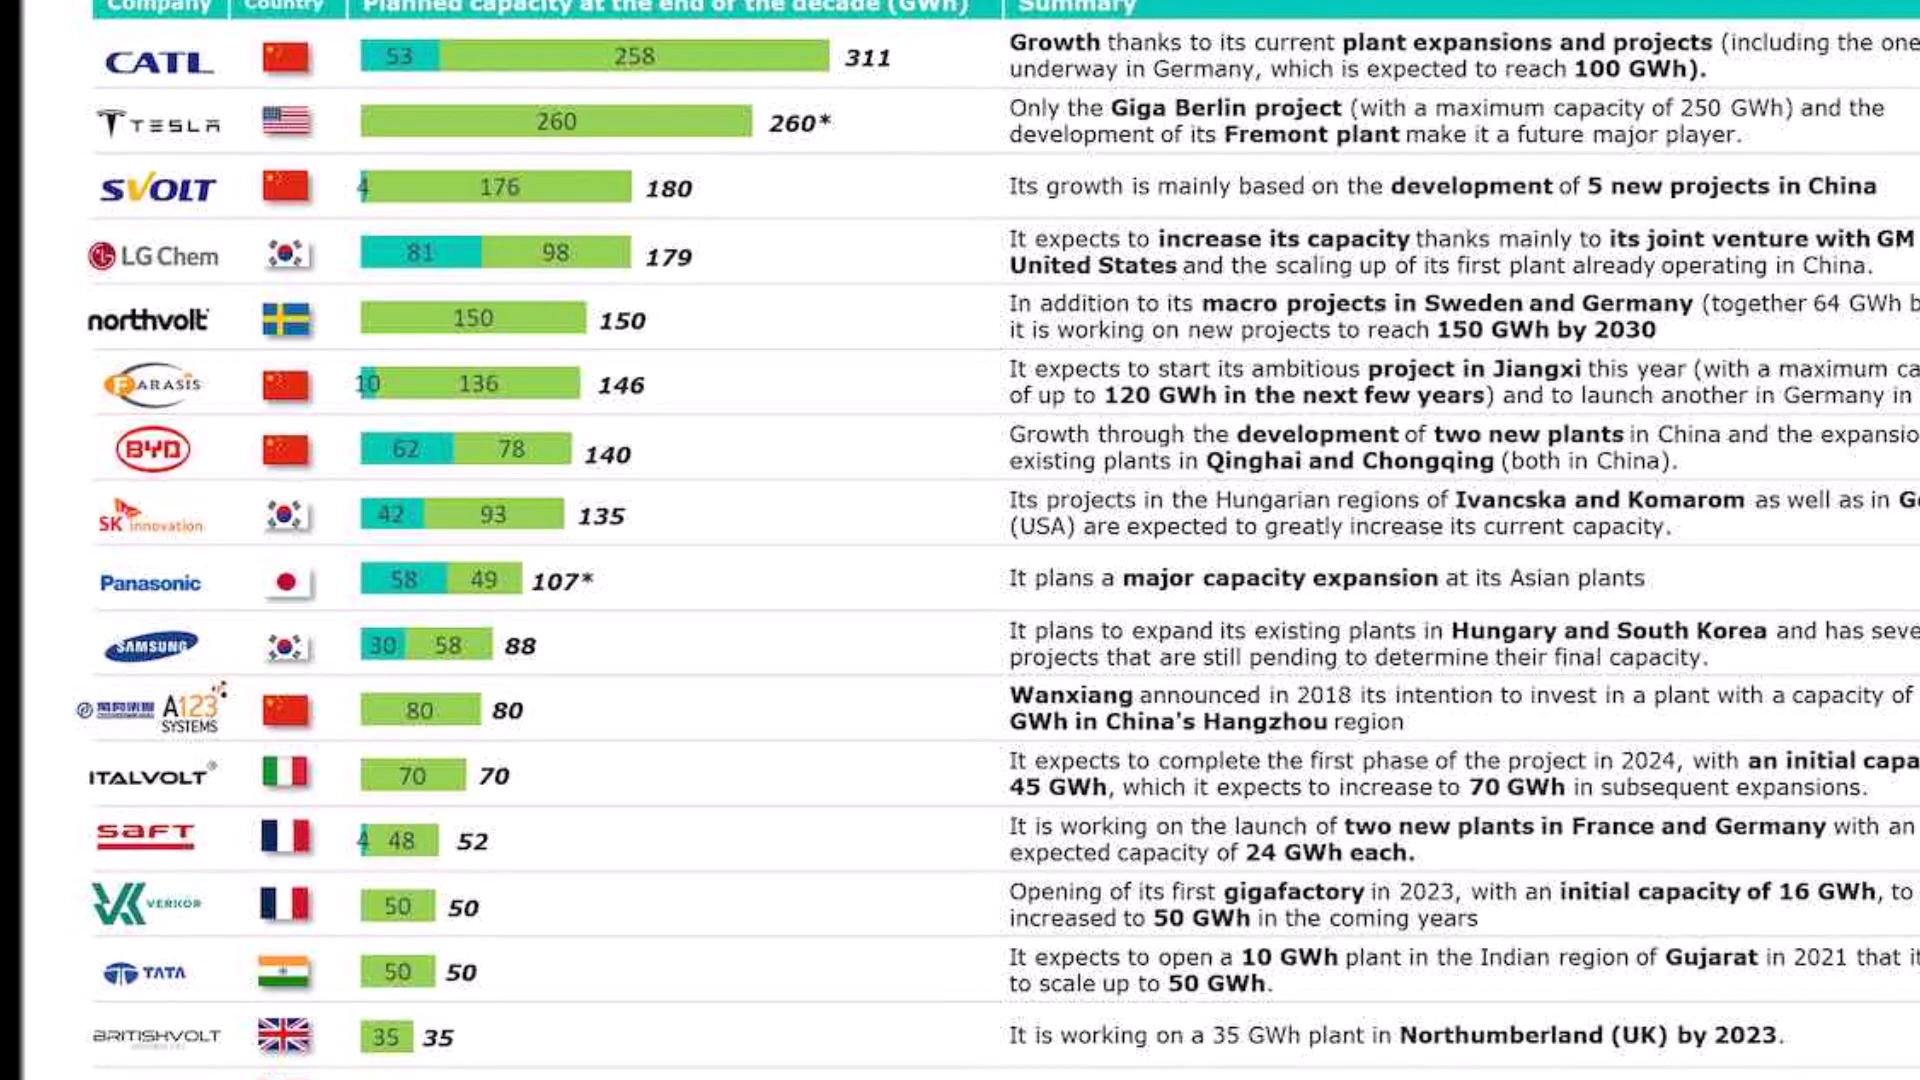 Company Country Planned capacity at the end of the decade (GWh) Summary
CATL 53 258 311
Growth thanks to its current plant expansions and projects (including the one
underway in Germany, which is expected to reach 100 GWh).
TESLA 260 260*
Only the Giga Berlin project (with a maximum capacity of 250 GWh) and the
development of its Fremont plant make it a future major player.
SVOLT 4 176 180
Its growth is mainly based on the development of 5 new projects in China
LG Chem 81 98 179
It expects to increase its capacity thanks mainly to its joint venture with GM
United States and the scaling up of its first plant already operating in China.
northvolt 150 150
In addition to its macro projects in Sweden and Germany (together 64 GWh
it is working on new projects to reach 150 GWh by 2030
FARASIS 10 136 146
It expects to start its ambitious project in Jiangxi this year (with a maximum
of up to 120 GWh in the next few years) and to launch another in Germany in
BYD 62 78 140
Growth through the development of two new plants in China and the
existing plants in Qinghai and Chongqing (both in China).
SK innovation 42 93 135
Its projects in the Hungarian regions of Ivancska and Komarom as well as in
(USA) are expected to greatly increase its current capacity.
Panasonic 58 49 107*
It plans a major capacity expansion at its Asian plants
SAMSUNG 30 58 88
It plans to expand its existing plants in Hungary and South Korea and has
projects that are still pending to determine their final capacity.
A123 SYSTEMS 80 80
Wanxiang announced in 2018 its intention to invest in a plant with a capacity of
GWh in China's Hangzhou region
ITALVOLT® 70 70
It expects to complete the first phase of the project in 2024, with an initial
45 GWh, which it expects to increase to 70 GWh in subsequent expansions.
SAFT 4 48 52
It is working on the launch of two new plants in France and Germany with an
expected capacity of 24 GWh each.
VERKOR 50 50
Opening of its first gigafactory in 2023, with an initial capacity of 16 GWh, to
increased to 50 GWh in the coming years
TATA 50 50
It expects to open a 10 GWh plant in the Indian region of Gujarat in 2021 that
to scale up to 50 GWh.
BRITISHVOLT 35 35
It is working on a 35 GWh plant in Northumberland (UK) by 2023.